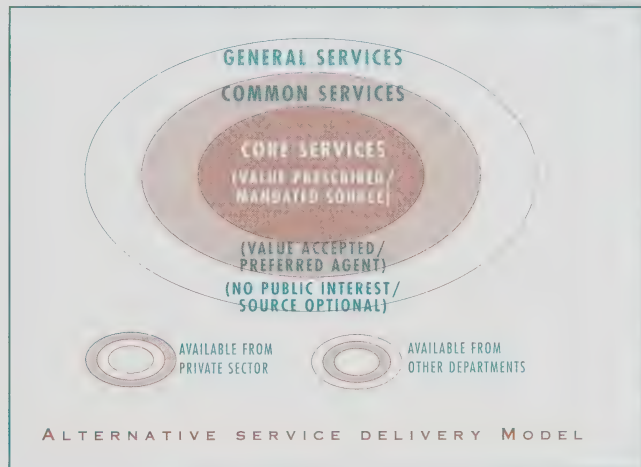 GENERAL SERVICES
COMMON SERVICES
CORE SERVICES
(VALUE PRESCRIBED/
MANDATED SOURCE)
(VALUE ACCEPTED/
PREFERRED AGENT)
(NO PUBLIC INTEREST/
SOURCE OPTIONAL)
AVAILABLE FROM
PRIVATE SECTOR
AVAILABLE FROM
OTHER DEPARTMENTS
ALTERNATIVE SERVICE DELIVERY MODEL